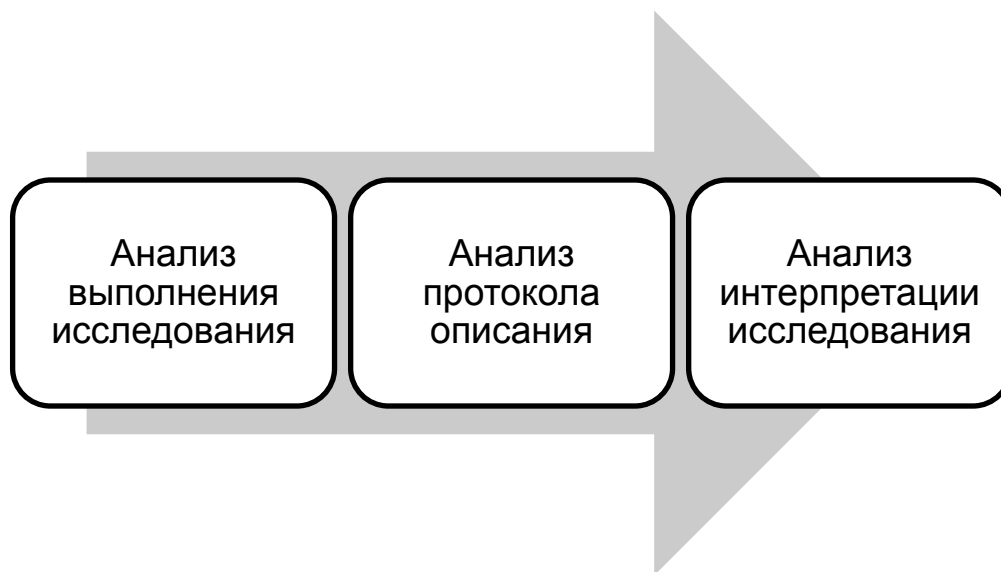 Анализ
выполнения
исследования
Анализ
протокола
описания
Анализ
интерпретации
исследования